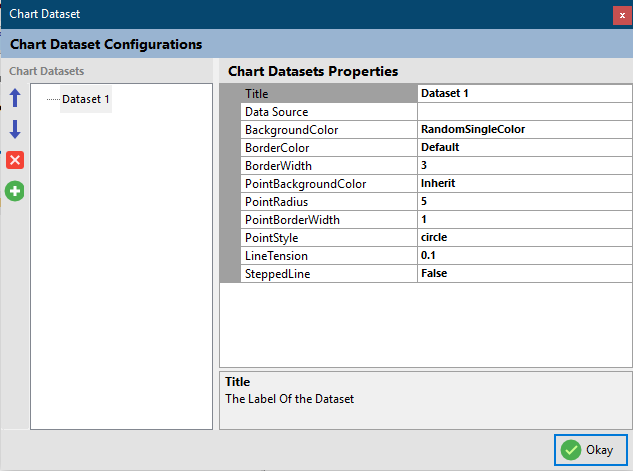 Chart Dataset
x
Chart Dataset Configurations
Chart Datasets
Dataset 1
Chart Datasets Properties
Title Dataset 1
Data Source
BackgroundColor RandomSingleColor
BorderColor Default
BorderWidth 3
PointBackgroundColor Inherit
PointRadius 5
PointBorderWidth 1
PointStyle circle
LineTension 0.1
SteppedLine False
Title
The Label Of the Dataset
Okay